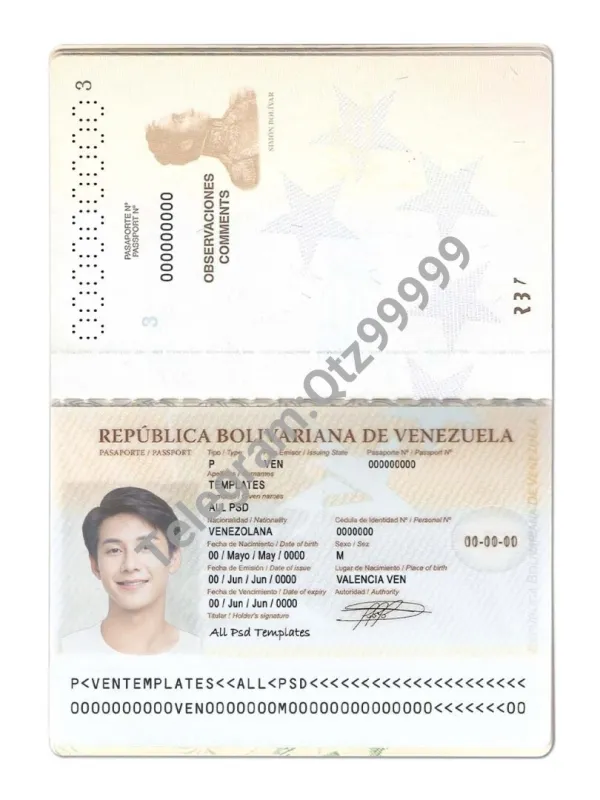 3
PASAPORTE Nº
PASSPORT Nº
000000000
OBSERVACIONES
COMMENTS
SIMÓN BOLÍVAR
3
Telegram:Qtz99999
REPÚBLICA BOLIVARIANA DE VENEZUELA
PASAPORTE / PASSPORT
Tipo / Type
Emisor / Issuing State
Pasaporte Nº / Passport Nº
P VEN 000000000
TEMPLATES
ALL PSD
Nacionalidad / Nationality
Cédula de Identidad Nº / Personal Nº
VENEZOLANA 0000000
Fecha de Nacimiento / Date of birth
Sexo / Sex
00 / Mayo / May / 0000 M
Fecha de Emisión / Date of issue
Lugar de Nacimiento / Place of birth
00 / Jun / Jun / 0000 VALENCIA VEN
Fecha de Vencimiento / Date of expiry
Autoridad / Authority
00 / Jun / Jun / 0000
Titular / Holder's signature
All Psd Templates
00-00-00
P<VENTEMPLATES<<ALL<PSD<<<<<<<<<<<<<<<<<<<<<
0000000000VEN0000000M00000000000000<<<<<<<00